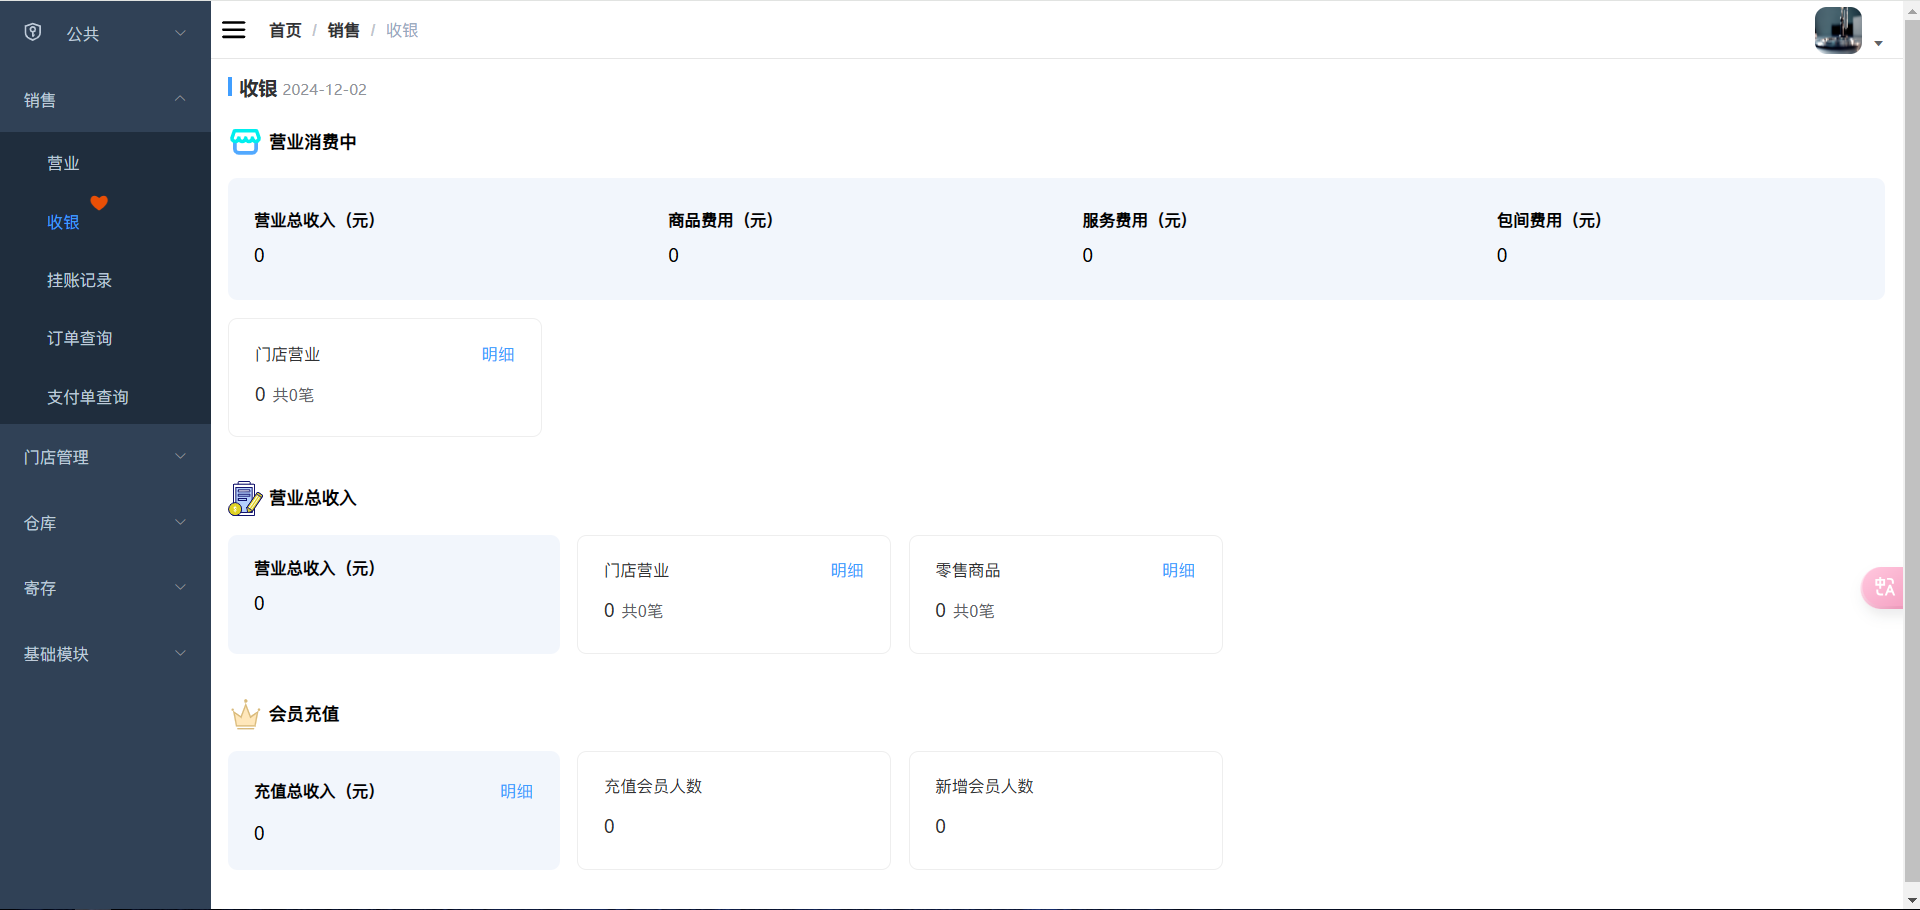 公共
销售
营业
收银
挂账记录
订单查询
支付单查询
门店管理
仓库
寄存
基础模块
首页 / 销售 / 收银
收银 2024-12-02
营业消费中
营业总收入（元） 商品费用（元） 服务费用（元） 包间费用（元）
0 0 0 0
门店营业 明细
0 共0笔
营业总收入
营业总收入（元）
0
门店营业 明细
0 共0笔
零售商品 明细
0 共0笔
会员充值
充值总收入（元） 明细
0
充值会员人数
0
新增会员人数
0
中A